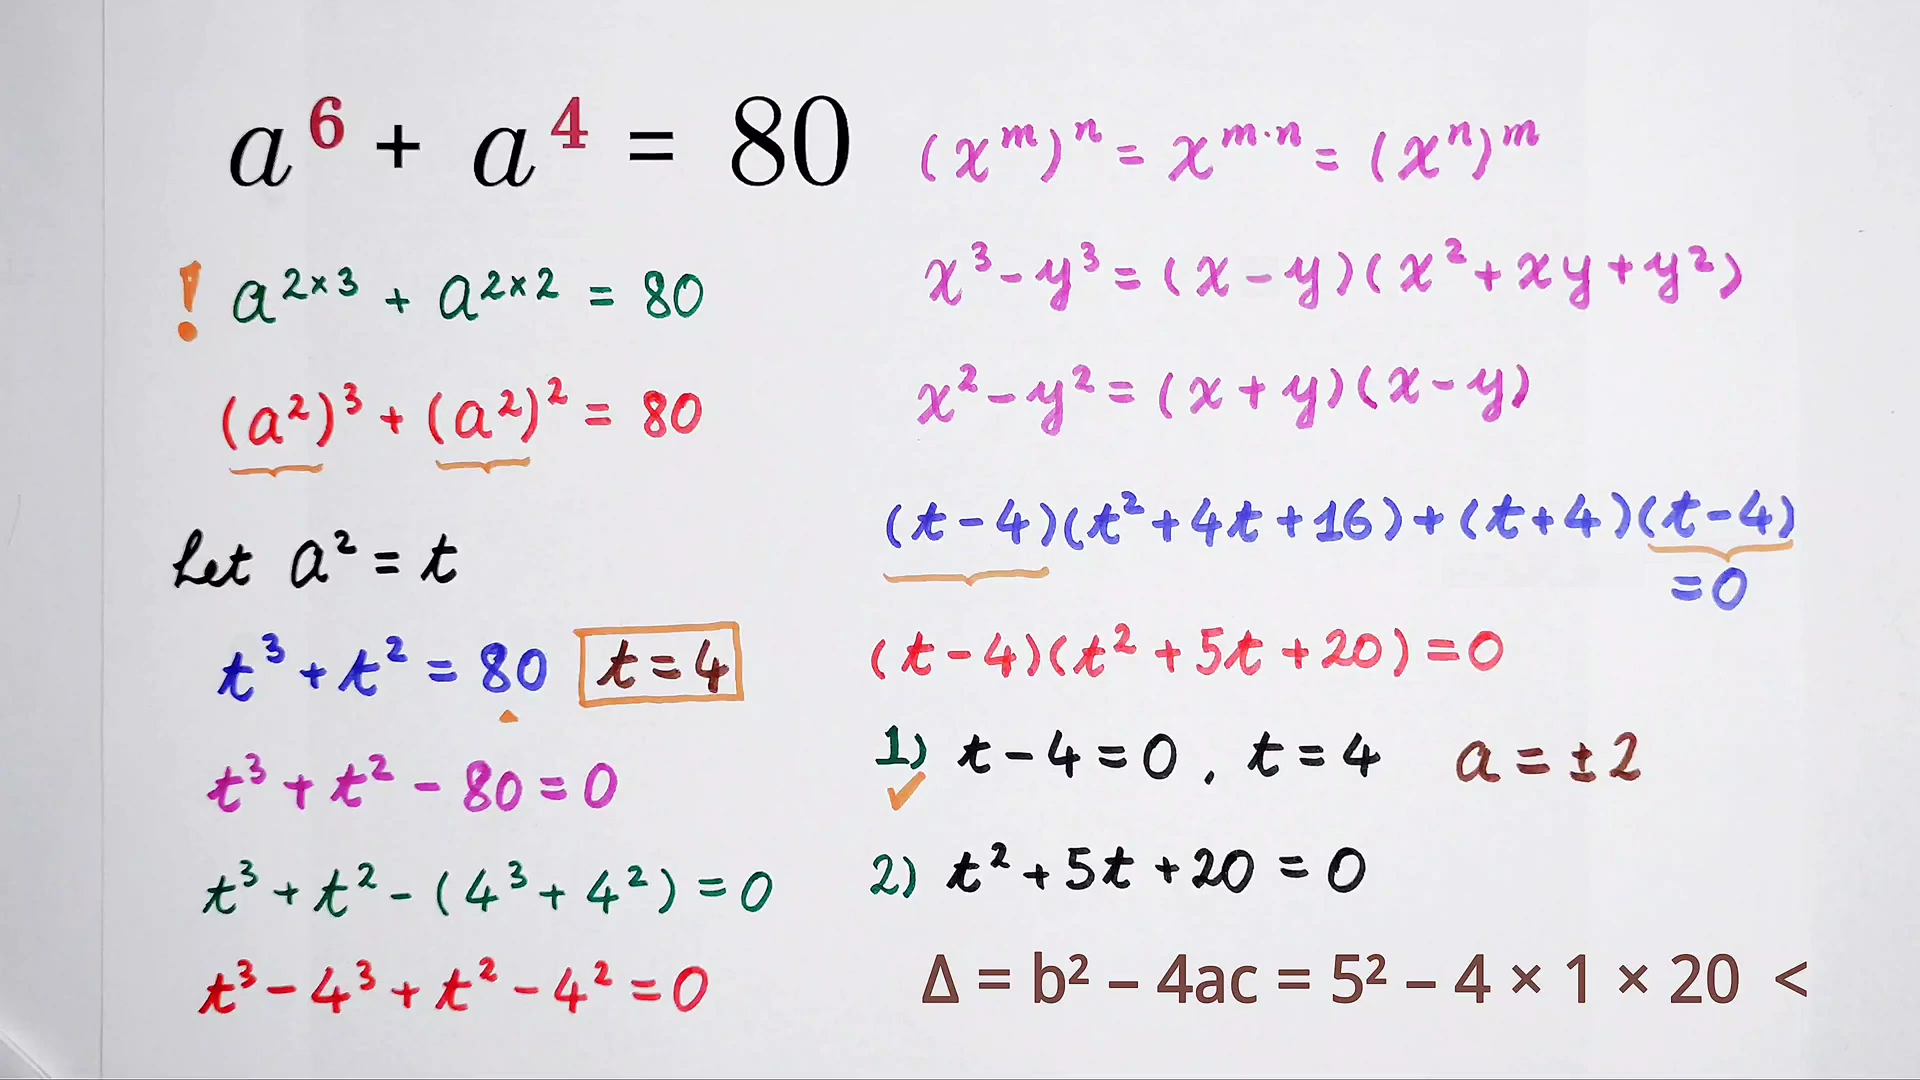 a⁶ + a⁴ = 80
! a²ˣ³ + a²ˣ² = 80
(a²)³ + (a²)² = 80
Let a² = t
t³ + t² = 80 t = 4
t³ + t² - 80 = 0
t³ + t² - (4³ + 4²) = 0
t³ - 4³ + t² - 4² = 0
(xᵐ)ⁿ = xᵐ·ⁿ = (xⁿ)ᵐ
x³ - y³ = (x - y)(x² + xy + y²)
x² - y² = (x + y)(x - y)
(t - 4)(t² + 4t + 16) + (t + 4)(t - 4)
= 0
(t - 4)(t² + 5t + 20) = 0
1) t - 4 = 0 , t = 4 a = ±2
2) t² + 5t + 20 = 0
Δ = b² – 4ac = 5² – 4 × 1 × 20 <